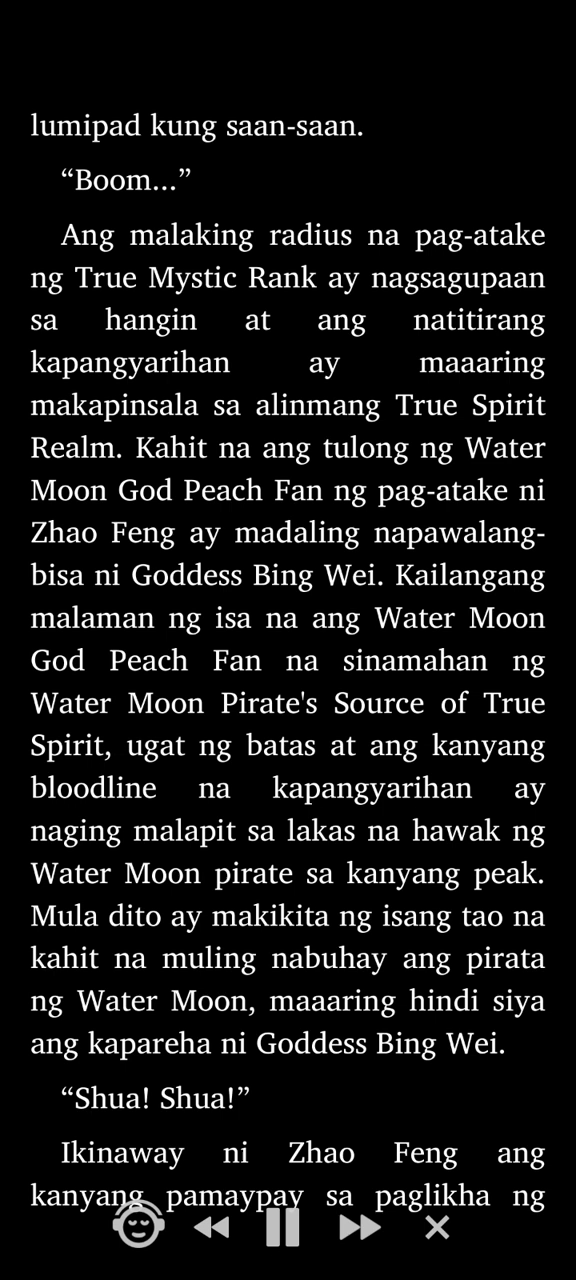 lumipad kung saan-saan.
“Boom...”
Ang malaking radius na pag-atake
ng True Mystic Rank ay nagsagupaan
sa hangin at ang natitirang
kapangyarihan ay maaaring
makapinsala sa alinmang True Spirit
Realm. Kahit na ang tulong ng Water
Moon God Peach Fan ng pag-atake ni
Zhao Feng ay madaling napawalang-
bisa ni Goddess Bing Wei. Kailangang
malaman ng isa na ang Water Moon
God Peach Fan na sinamahan ng
Water Moon Pirate's Source of True
Spirit, ugat ng batas at ang kanyang
bloodline na kapangyarihan ay
naging malapit sa lakas na hawak ng
Water Moon pirate sa kanyang peak.
Mula dito ay makikita ng isang tao na
kahit na muling nabuhay ang pirata
ng Water Moon, maaaring hindi siya
ang kapareha ni Goddess Bing Wei.
“Shua! Shua!”
Ikinaway ni Zhao Feng ang
kanyang pamaypay sa paglikha ng